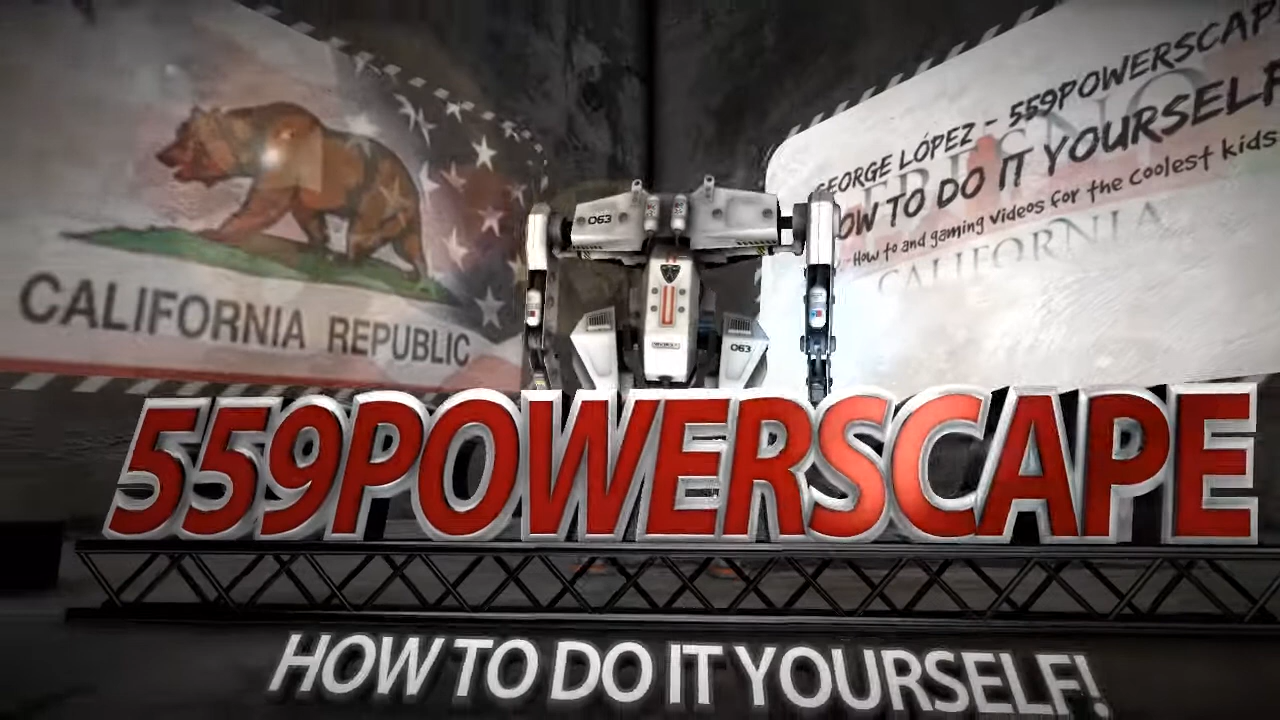 CALIFORNIA REPUBLIC
GEORGE LÓPEZ - 559POWERSCAP
HOW TO DO IT YOURSELF
How to and gaming videos for the coolest kids
CALIFORNIA
063
063
559POWERSCAPE
HOW TO DO IT YOURSELF!